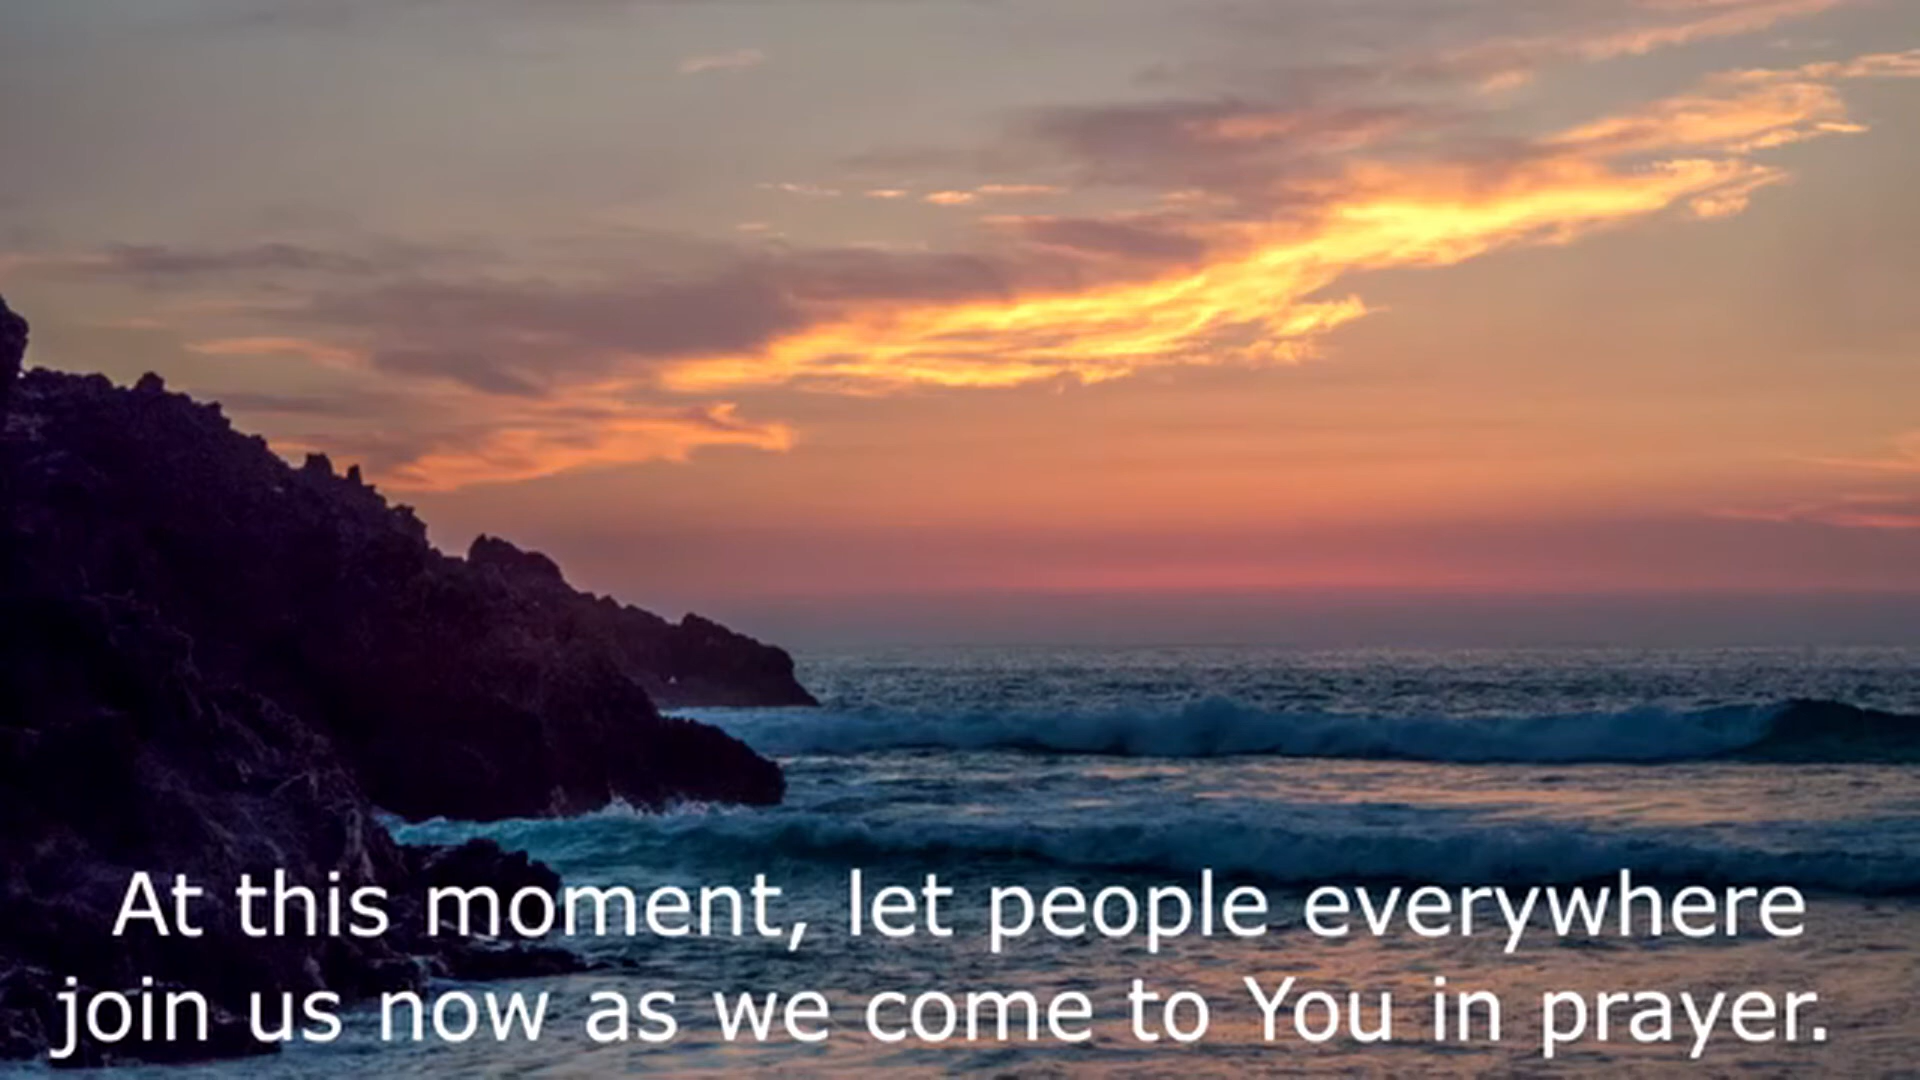 At this moment, let people everywhere
join us now as we come to You in prayer.